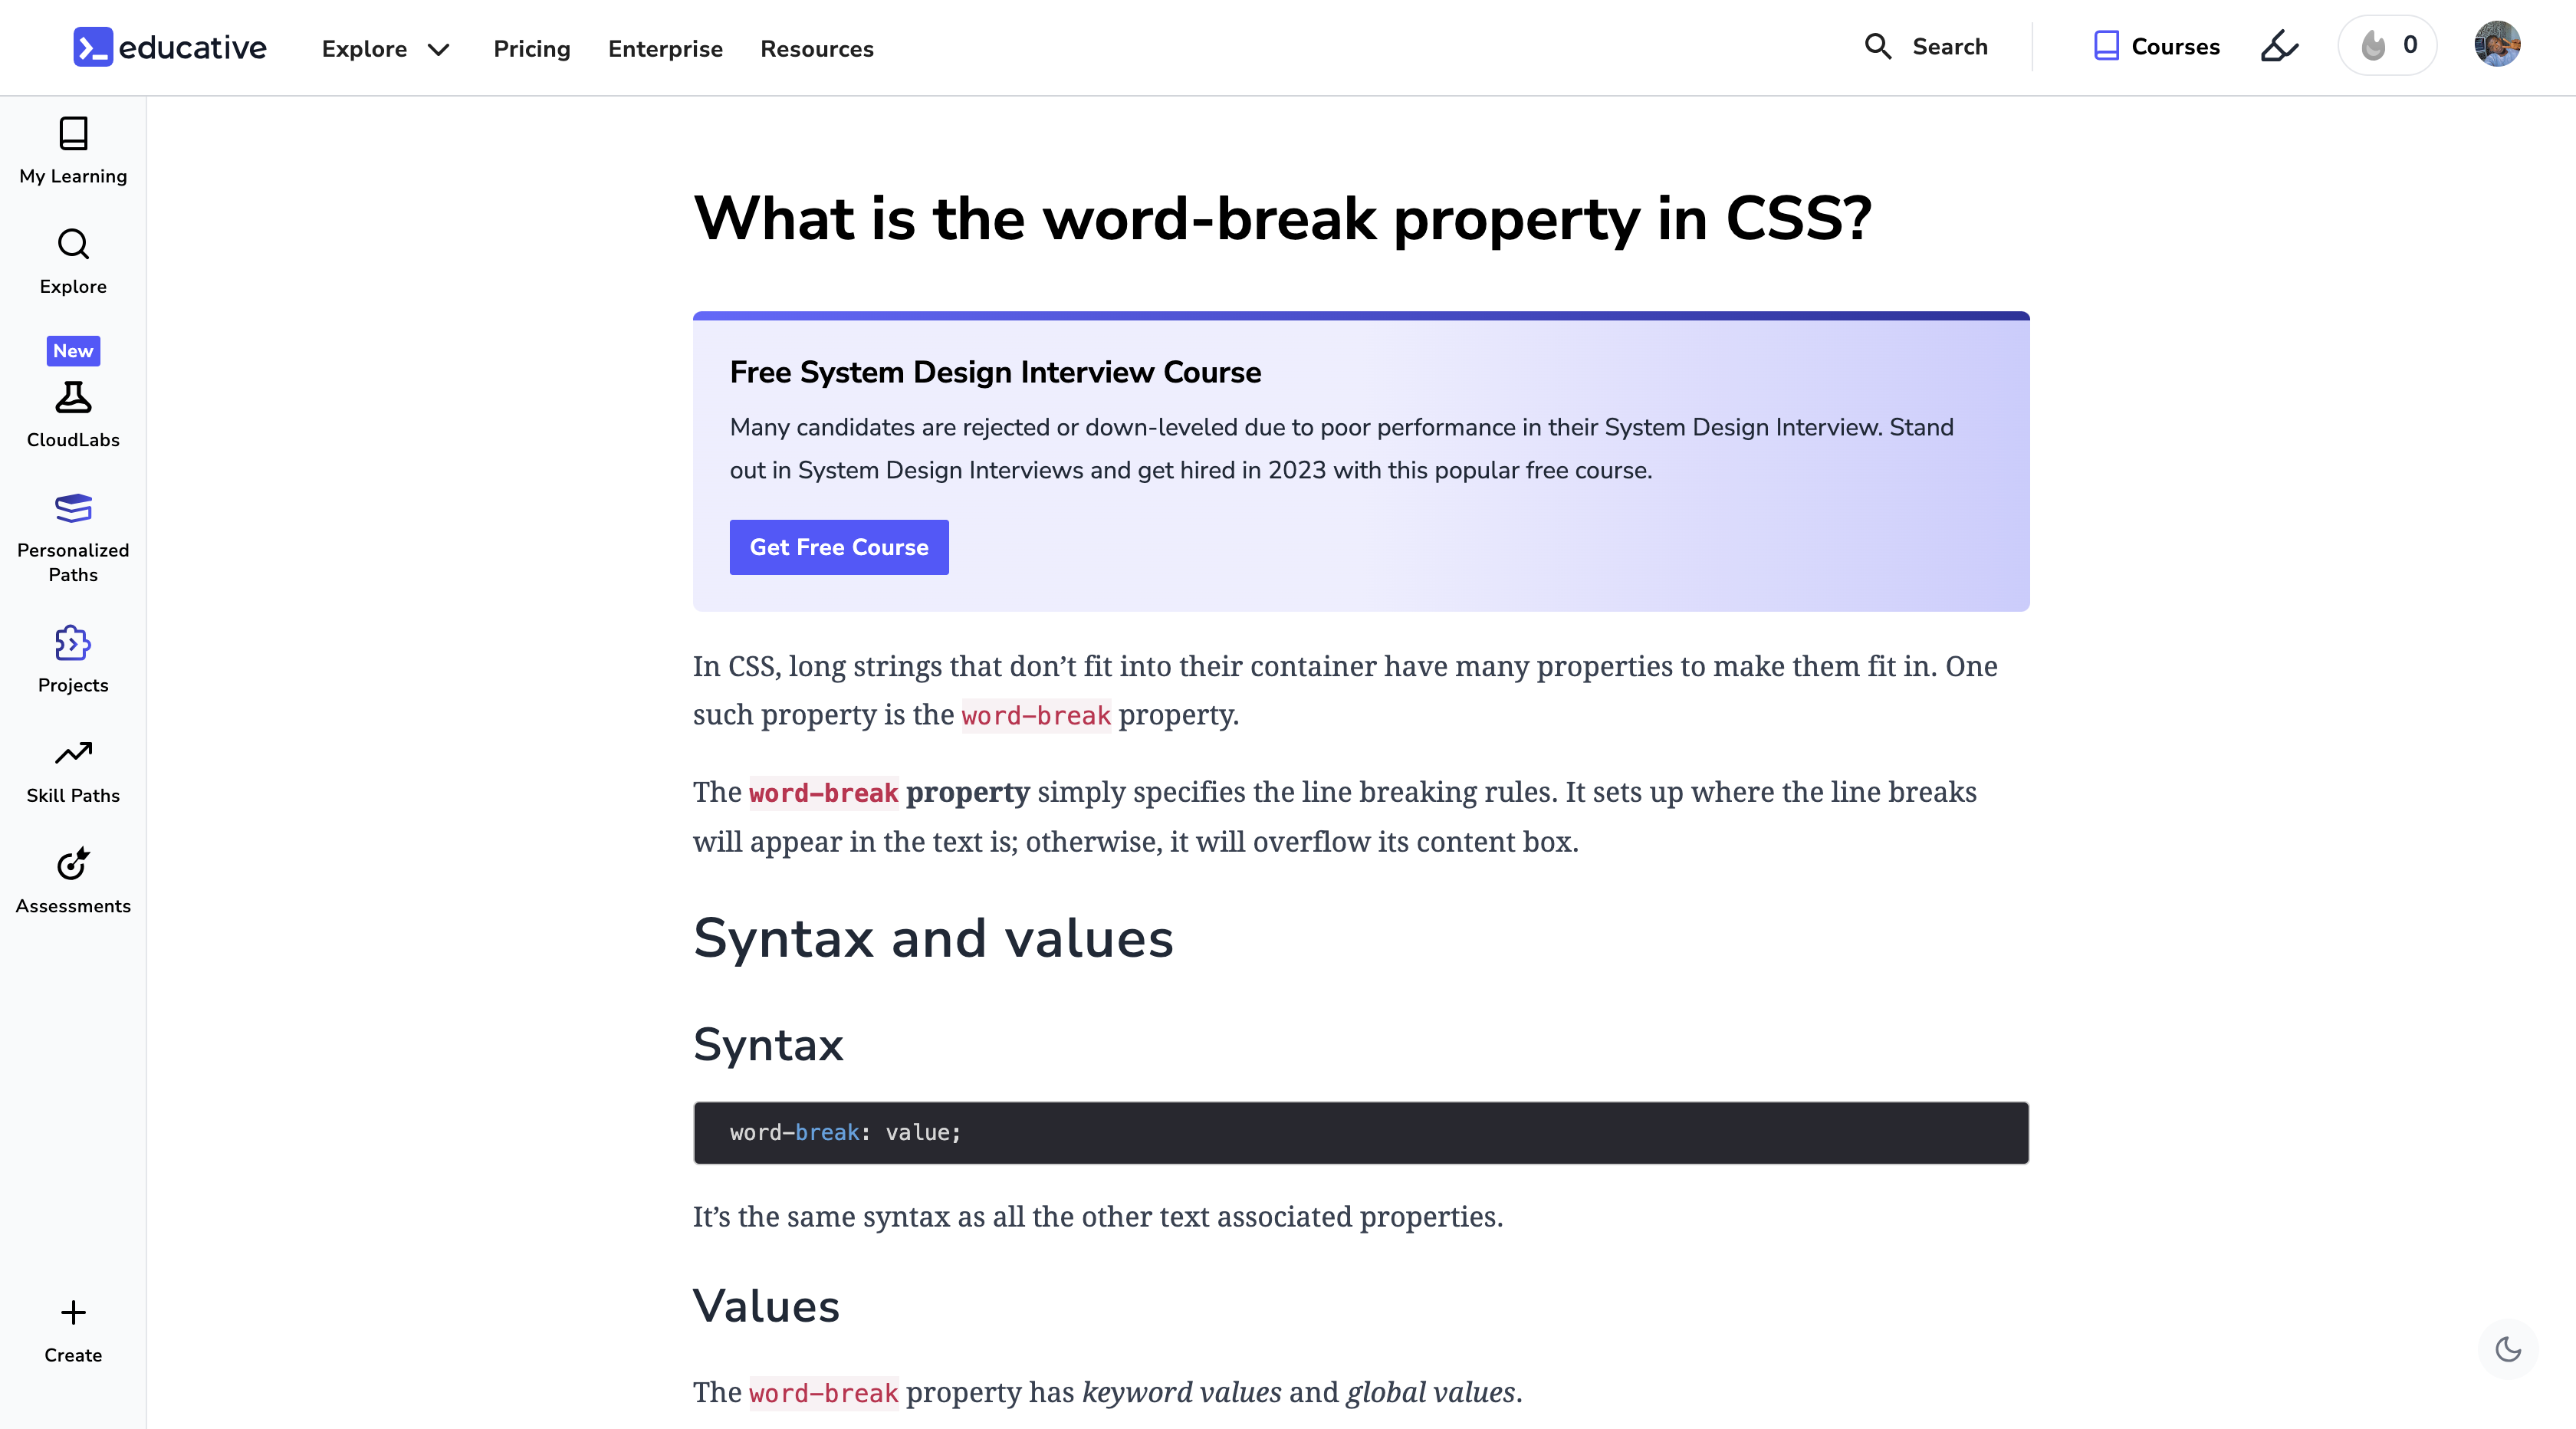 educative
Explore
Pricing
Enterprise
Resources
Search
Courses
0
My Learning
Explore
New
CloudLabs
Personalized
Paths
Projects
Skill Paths
Assessments
Create
What is the word-break property in CSS?
Free System Design Interview Course
Many candidates are rejected or down-leveled due to poor performance in their System Design Interview. Stand
out in System Design Interviews and get hired in 2023 with this popular free course.
Get Free Course
In CSS, long strings that don’t fit into their container have many properties to make them fit in. One
such property is the word-break property.
The word-break property simply specifies the line breaking rules. It sets up where the line breaks
will appear in the text is; otherwise, it will overflow its content box.
Syntax and values
Syntax
word-break: value;
It’s the same syntax as all the other text associated properties.
Values
The word-break property has keyword values and global values.